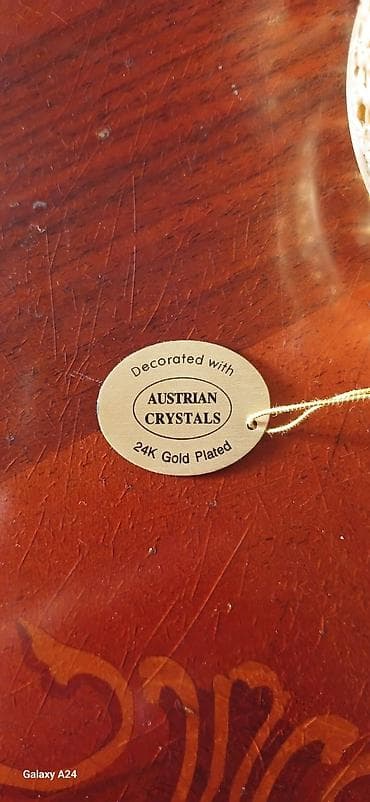 Decorated with
AUSTRIAN
CRYSTALS
24K Gold Plated
Galaxy A24